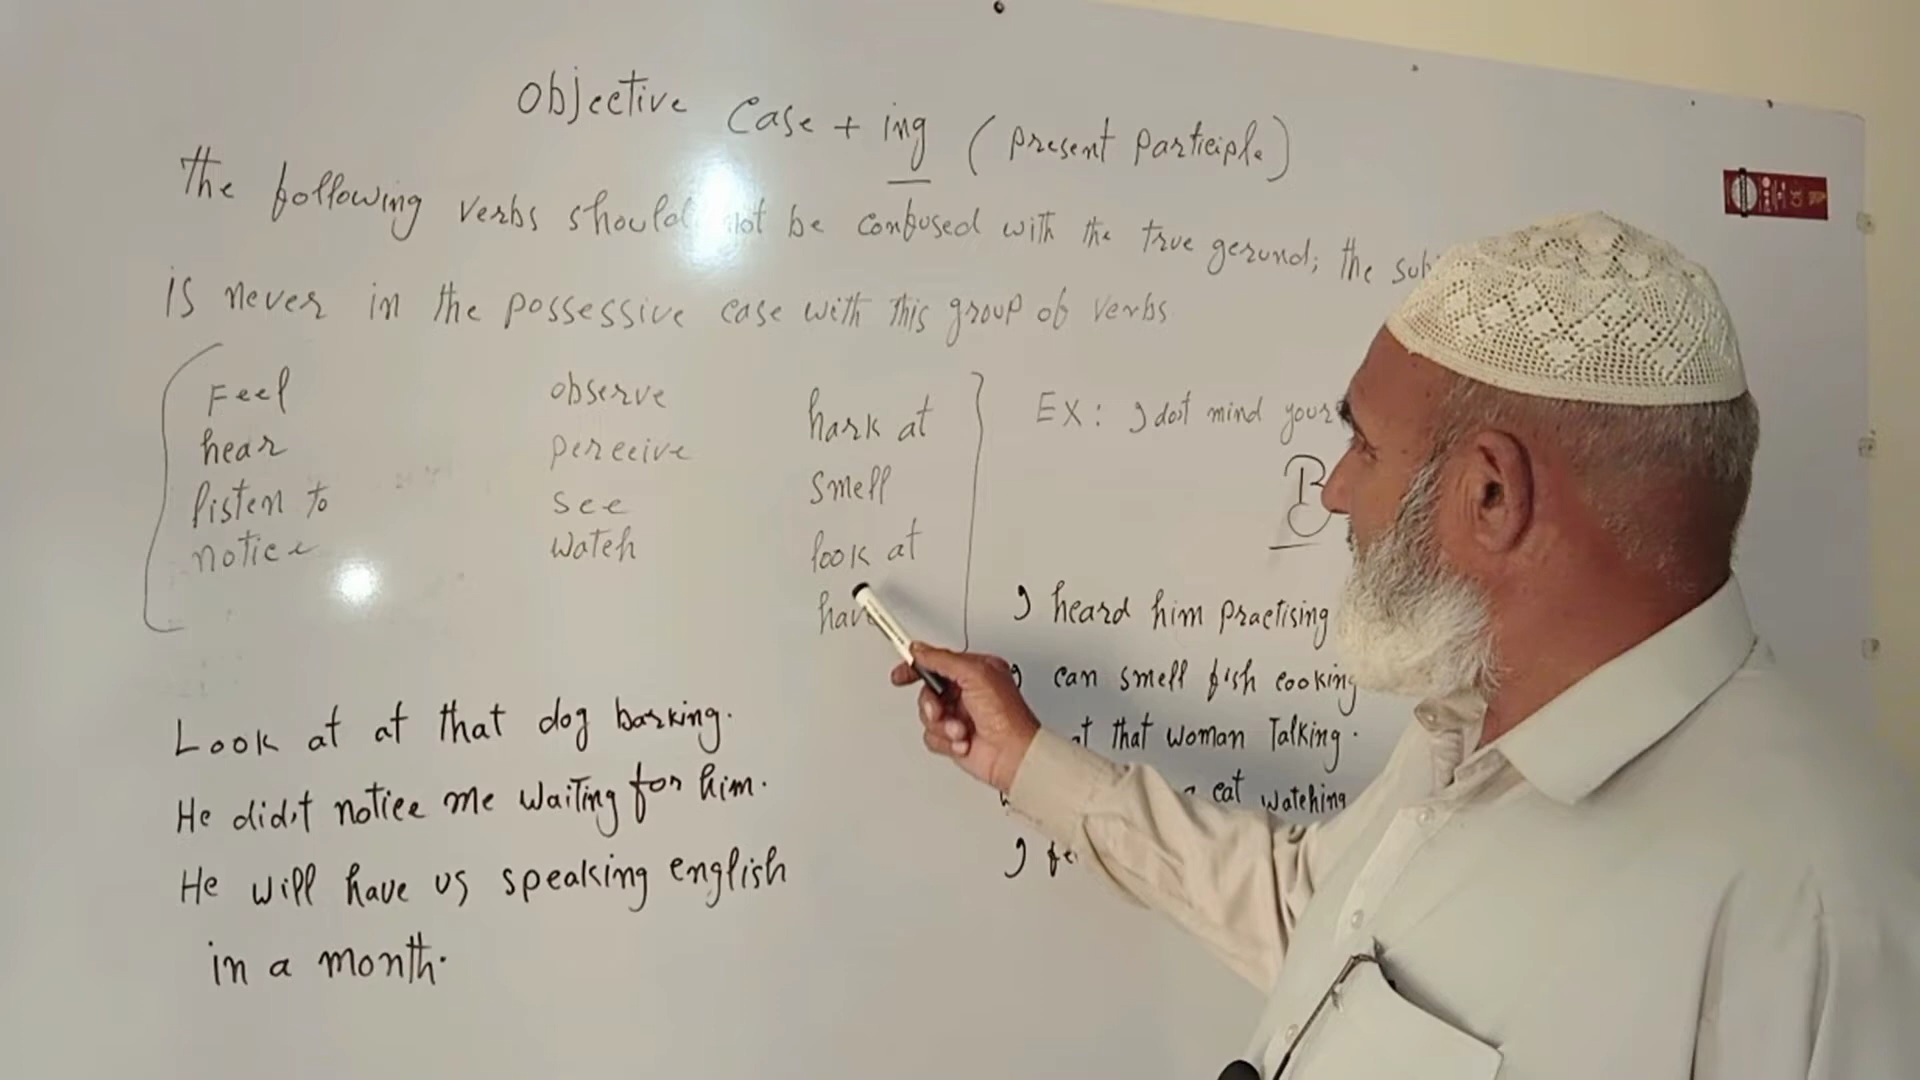 Objective Case + ing (Present Participle)
The following verbs should not be confused with the true gerund; the
is never in the possessive case with this group of verbs
Feel
hear
listen to
notice
observe
perceive
see
watch
hark at
smell
look at
EX: I dont mind your
B
I heard him practising
can smell fish cooking
that woman Talking.
cat watching
I
Look at at that dog barking.
He did,t notice me waiting for him.
He will have us speaking english
in a month.